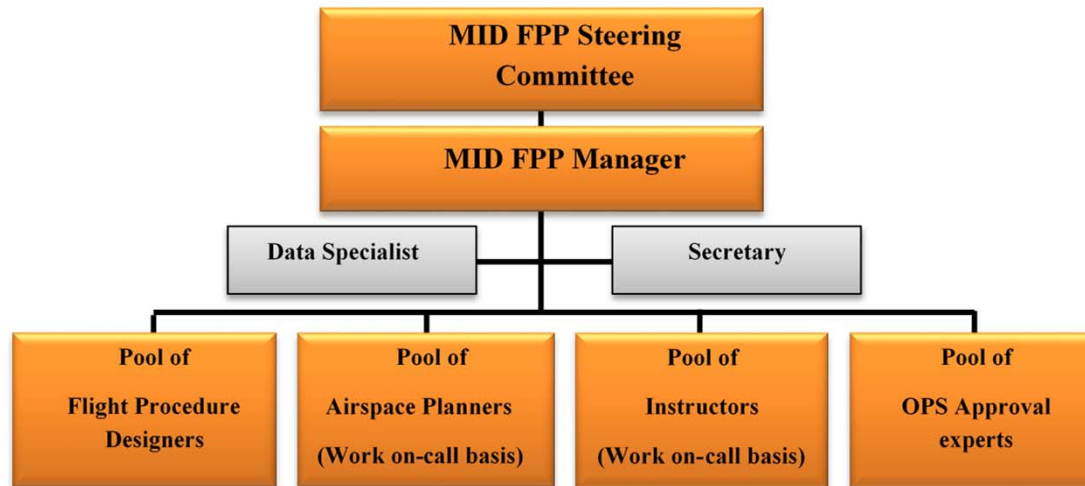 MID FPP Steering
Committee
MID FPP Manager
Data Specialist
Secretary
Pool of
Flight Procedure
Designers
Pool of
Airspace Planners
(Work on-call basis)
Pool of
Instructors
(Work on-call basis)
Pool of
OPS Approval
experts